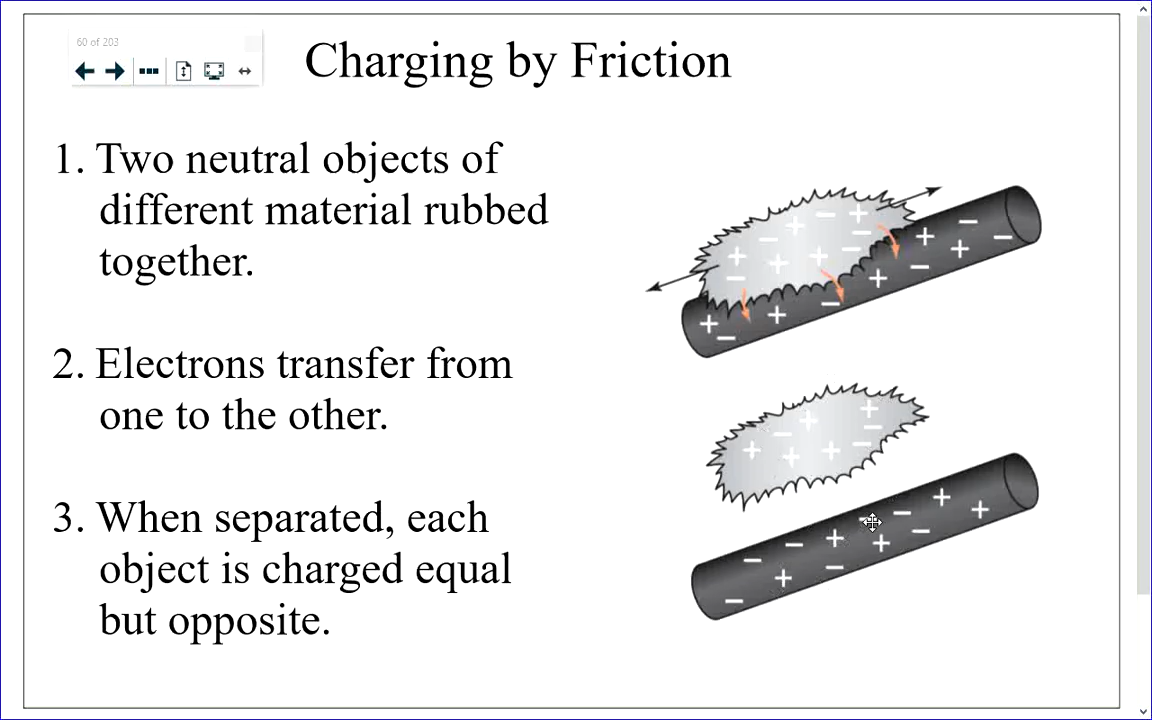 60 of 203
Charging by Friction
1. Two neutral objects of
different material rubbed
together.
2. Electrons transfer from
one to the other.
3. When separated, each
object is charged equal
but opposite.